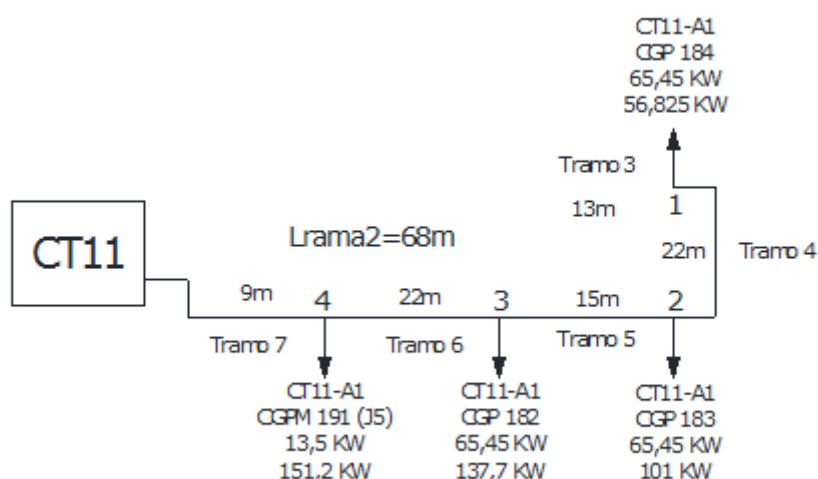 CT11-A1
CGP 184
65,45 KW
56,825 KW
Tramo 3
13m
1
CT11
Lrama2=68m
22m
Tramo 4
9m
4
22m
3
15m
2
Tramo 7
Tramo 6
Tramo 5
CT11-A1
CGPM 191 (J5)
13,5 KW
151,2 KW
CT11-A1
CGP 182
65,45 KW
137,7 KW
CT11-A1
CGP 183
65,45 KW
101 KW